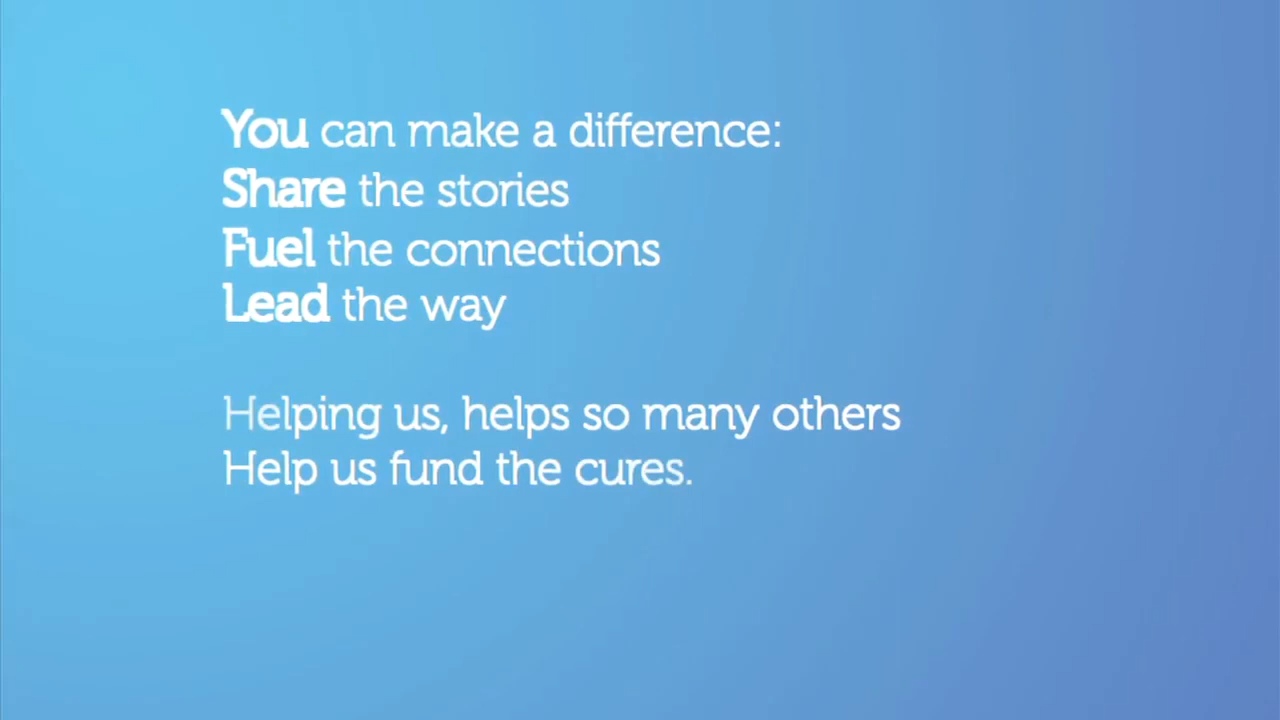 You can make a difference:
Share the stories
Fuel the connections
Lead the way
Helping us, helps so many others
Help us fund the cures.